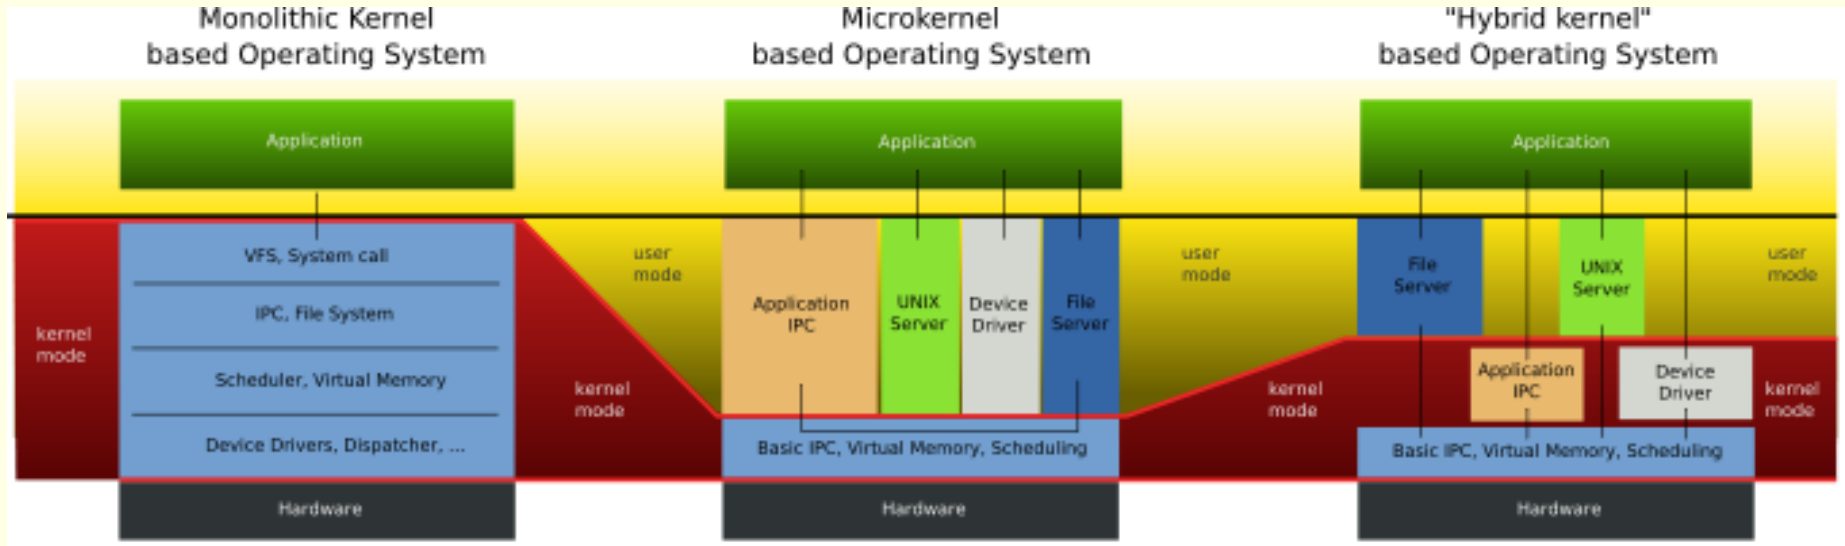 Monolithic Kernel
based Operating System
Microkernel
based Operating System
"Hybrid kernel"
based Operating System
Application
Application
Application
kernel
mode
VFS, System call
IPC, File System
Scheduler, Virtual Memory
Device Drivers, Dispatcher, ...
Hardware
user
mode
kernel
mode
Application
IPC
UNIX
Server
Device
Driver
File
Server
Basic IPC, Virtual Memory, Scheduling
Hardware
user
mode
kernel
mode
File
Server
UNIX
Server
Application
IPC
Device
Driver
user
mode
kernel
mode
Basic IPC, Virtual Memory, Scheduling
Hardware